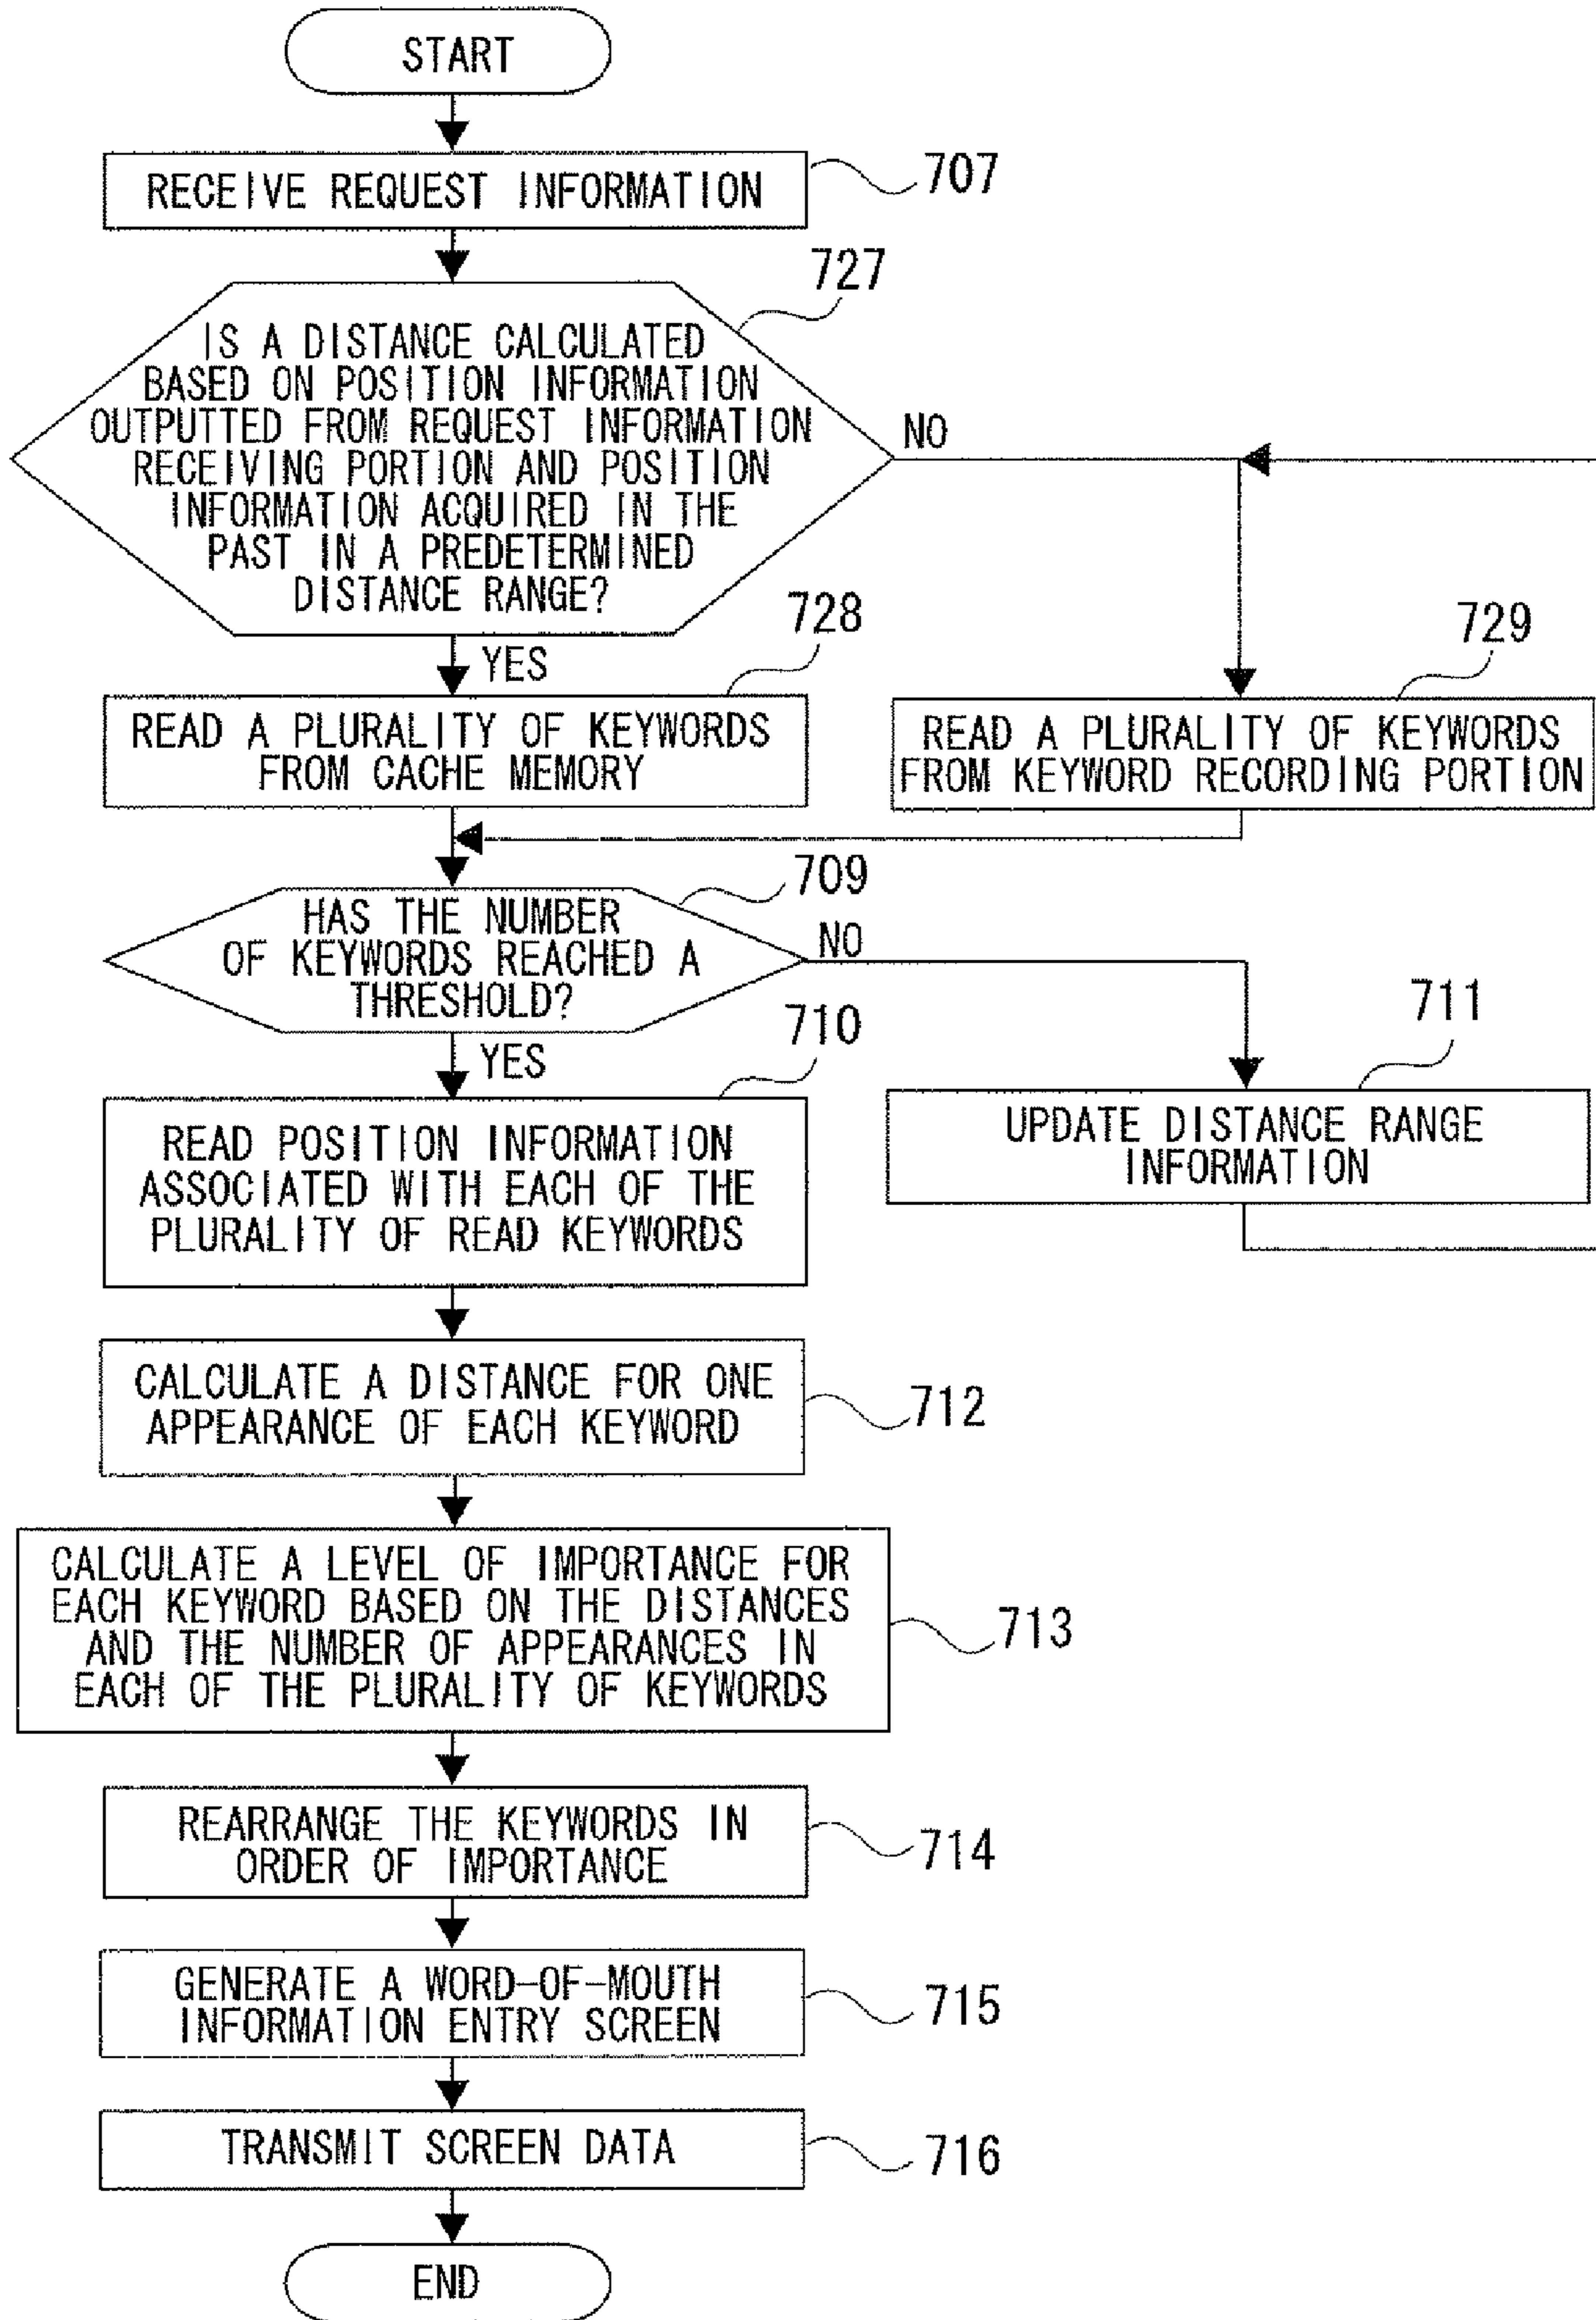 START
RECEIVE REQUEST INFORMATION
707
727
IS A DISTANCE CALCULATED
BASED ON POSITION INFORMATION
OUTPUTTED FROM REQUEST INFORMATION
RECEIVING PORTION AND POSITION
INFORMATION ACQUIRED IN THE
PAST IN A PREDETERMINED
DISTANCE RANGE?
NO
YES
728
READ A PLURALITY OF KEYWORDS
FROM CACHE MEMORY
729
READ A PLURALITY OF KEYWORDS
FROM KEYWORD RECORDING PORTION
709
HAS THE NUMBER
OF KEYWORDS REACHED A
THRESHOLD?
NO
YES
710
READ POSITION INFORMATION
ASSOCIATED WITH EACH OF THE
PLURALITY OF READ KEYWORDS
711
UPDATE DISTANCE RANGE
INFORMATION
CALCULATE A DISTANCE FOR ONE
APPEARANCE OF EACH KEYWORD
712
CALCULATE A LEVEL OF IMPORTANCE FOR
EACH KEYWORD BASED ON THE DISTANCES
AND THE NUMBER OF APPEARANCES IN
EACH OF THE PLURALITY OF KEYWORDS
713
REARRANGE THE KEYWORDS IN
ORDER OF IMPORTANCE
714
GENERATE A WORD-OF-MOUTH
INFORMATION ENTRY SCREEN
715
TRANSMIT SCREEN DATA
716
END